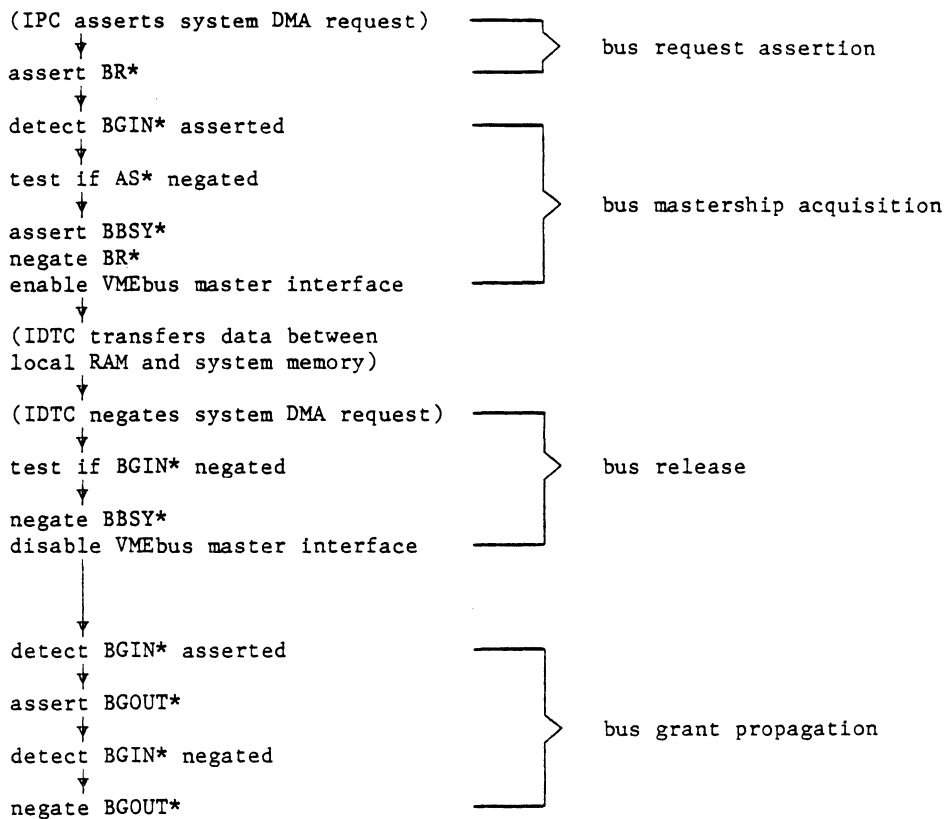 (IPC asserts system DMA request)
bus request assertion
assert BR*
detect BGIN* asserted
test if AS* negated
bus mastership acquisition
assert BBSY*
negate BR*
enable VMEbus master interface
(IDTC transfers data between
local RAM and system memory)
(IDTC negates system DMA request)
test if BGIN* negated
bus release
negate BBSY*
disable VMEbus master interface
detect BGIN* asserted
assert BGOUT*
bus grant propagation
detect BGIN* negated
negate BGOUT*